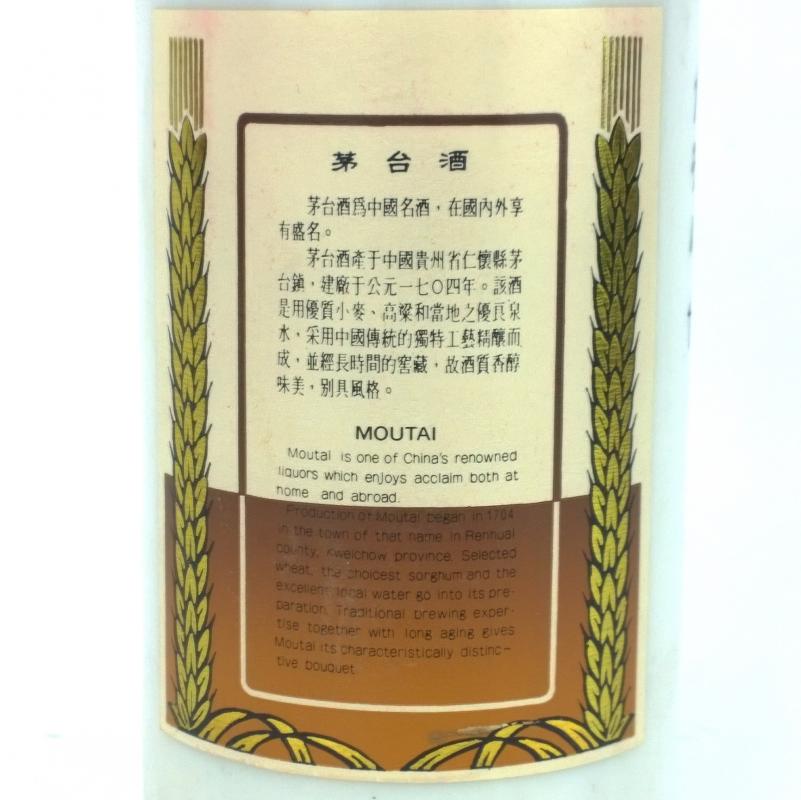 茅台酒
茅台酒爲中國名酒，在國內外享
有盛名。
茅台酒產于中國貴州省仁懷縣茅
台鎮，建廠于公元一七〇四年。該酒
是用優質小麥、高粱和當地之優良泉
水，采用中國傳統的獨特工藝精釀而
成，並經長時間的窖藏，故酒質香醇
味美，别具風格。
MOUTAI
Moutai is one of China's renowned
liquors which enjoys acclaim both at
home and abroad.
Production of Moutai began in 1704
in the town of that name in Renhuai
county, Kweichow province. Selected
wheat, the choicest sorghum and the
excellent local water go into its pre-
paration. Traditional brewing exper-
tise together with long aging gives
Moutai its characteristically distinc-
tive bouquet.